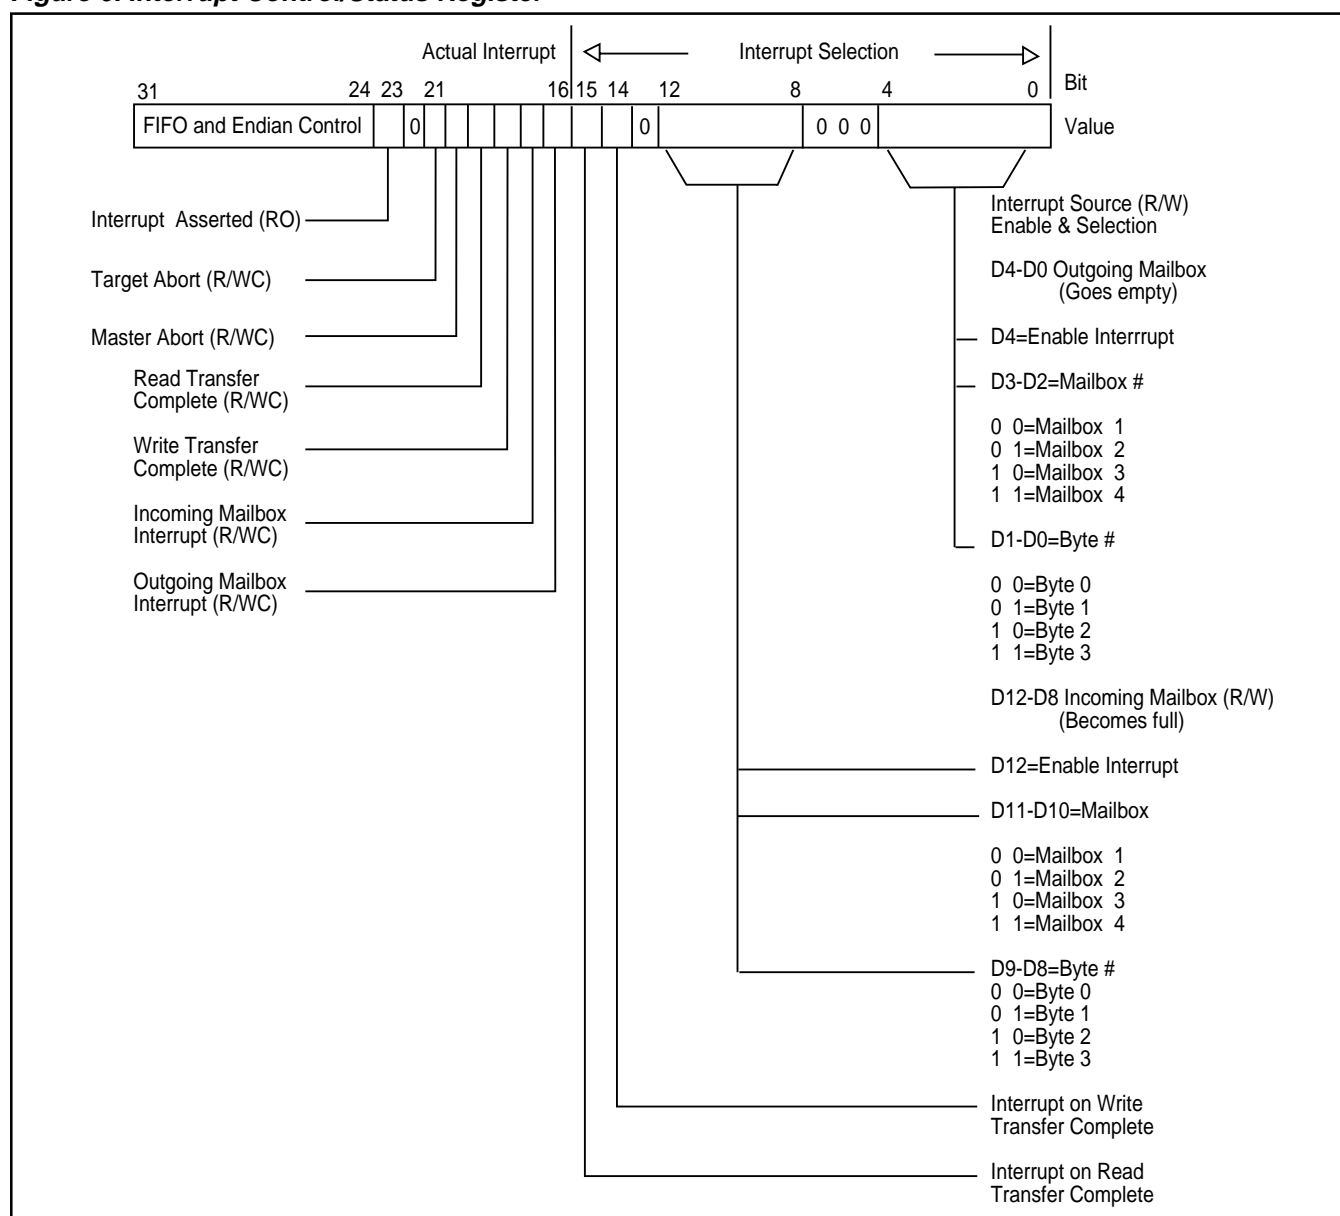 Figure 6. Interrupt Control/Status Register
Actual Interrupt Interrupt Selection
31 24 23 21 16 15 14 12 8 4 0 Bit
FIFO and Endian Control 0 0 0 0 0 Value
Interrupt Asserted (RO)
Target Abort (R/WC)
Master Abort (R/WC)
Read Transfer
Complete (R/WC)
Write Transfer
Complete (R/WC)
Incoming Mailbox
Interrupt (R/WC)
Outgoing Mailbox
Interrupt (R/WC)
Interrupt Source (R/W)
Enable & Selection
D4-D0 Outgoing Mailbox
(Goes empty)
D4=Enable Interrrupt
D3-D2=Mailbox #
0 0=Mailbox 1
0 1=Mailbox 2
1 0=Mailbox 3
1 1=Mailbox 4
D1-D0=Byte #
0 0=Byte 0
0 1=Byte 1
1 0=Byte 2
1 1=Byte 3
D12-D8 Incoming Mailbox (R/W)
(Becomes full)
D12=Enable Interrupt
D11-D10=Mailbox
0 0=Mailbox 1
0 1=Mailbox 2
1 0=Mailbox 3
1 1=Mailbox 4
D9-D8=Byte #
0 0=Byte 0
0 1=Byte 1
1 0=Byte 2
1 1=Byte 3
Interrupt on Write
Transfer Complete
Interrupt on Read
Transfer Complete